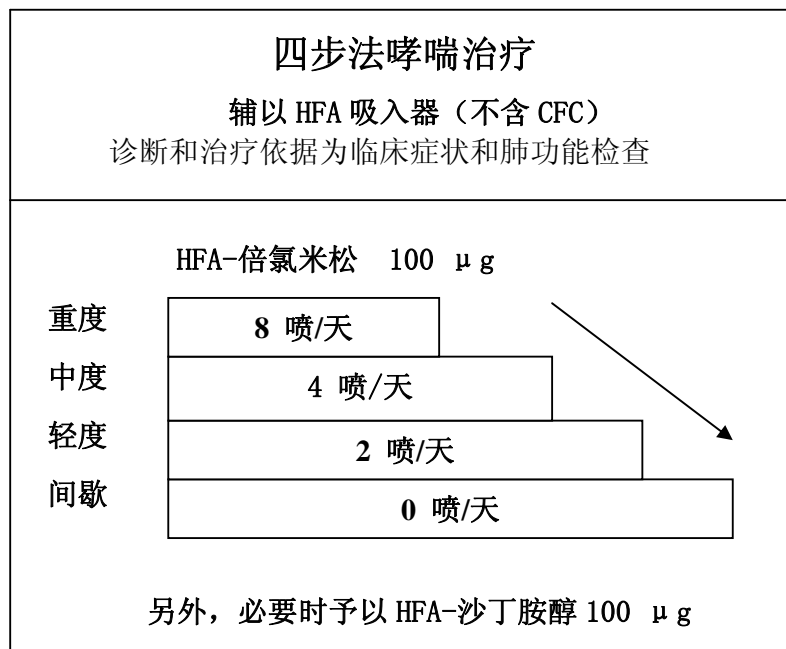 四步法哮喘治疗
辅以 HFA 吸入器（不含 CFC）
诊断和治疗依据为临床症状和肺功能检查
HFA-倍氯米松 100 μg
重度
8 喷/天
中度
4 喷/天
轻度
2 喷/天
间歇
0 喷/天
另外，必要时予以 HFA-沙丁胺醇 100 μg